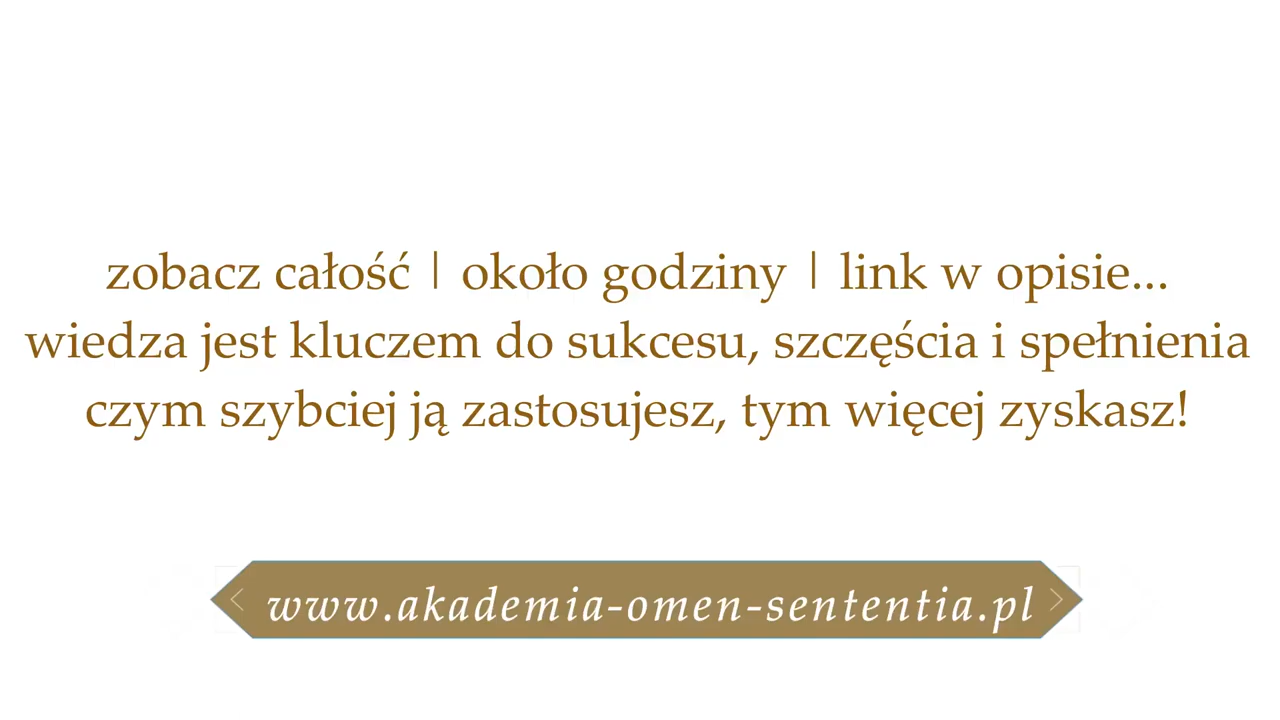 zobacz całość | około godziny | link w opisie...
wiedza jest kluczem do sukcesu, szczęścia i spełnienia
czym szybciej ją zastosujesz, tym więcej zyskasz!
www.akademia-omen-sententia.pl